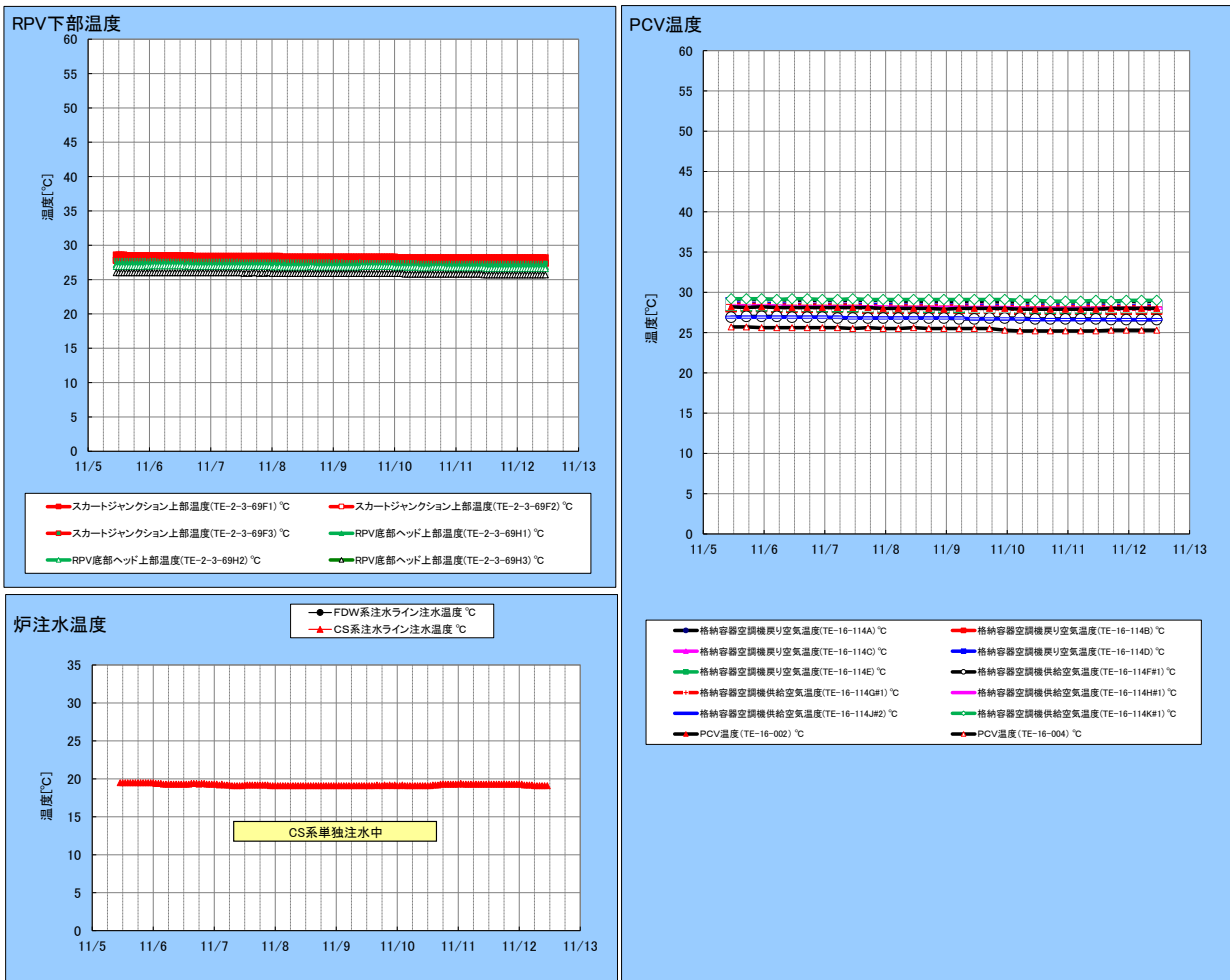 RPV下部温度
60
55
50
45
40
35
30
25
20
15
10
5
0
温度[℃]
11/5 11/6 11/7 11/8 11/9 11/10 11/11 11/12 11/13
スカートジャンクション上部温度(TE-2-3-69F1) ℃ スカートジャンクション上部温度(TE-2-3-69F2) ℃
スカートジャンクション上部温度(TE-2-3-69F3) ℃ RPV底部ヘッド上部温度(TE-2-3-69H1) ℃
RPV底部ヘッド上部温度(TE-2-3-69H2) ℃ RPV底部ヘッド上部温度(TE-2-3-69H3) ℃
炉注水温度
FDW系注水ライン注水温度 ℃
CS系注水ライン注水温度 ℃
35
30
25
20
15
10
5
0
温度[℃]
CS系単独注水中
11/5 11/6 11/7 11/8 11/9 11/10 11/11 11/12 11/13
PCV温度
60
55
50
45
40
35
30
25
20
15
10
5
0
温度[℃]
11/5 11/6 11/7 11/8 11/9 11/10 11/11 11/12 11/13
格納容器空調機戻り空気温度(TE-16-114A) ℃ 格納容器空調機戻り空気温度(TE-16-114B) ℃
格納容器空調機戻り空気温度(TE-16-114C) ℃ 格納容器空調機戻り空気温度(TE-16-114D) ℃
格納容器空調機戻り空気温度(TE-16-114E) ℃ 格納容器空調機供給空気温度(TE-16-114F#1) ℃
格納容器空調機供給空気温度(TE-16-114G#1) ℃ 格納容器空調機供給空気温度(TE-16-114H#1) ℃
格納容器空調機供給空気温度(TE-16-114J#2) ℃ 格納容器空調機供給空気温度(TE-16-114K#1) ℃
PCV温度(TE-16-002) ℃ PCV温度(TE-16-004) ℃